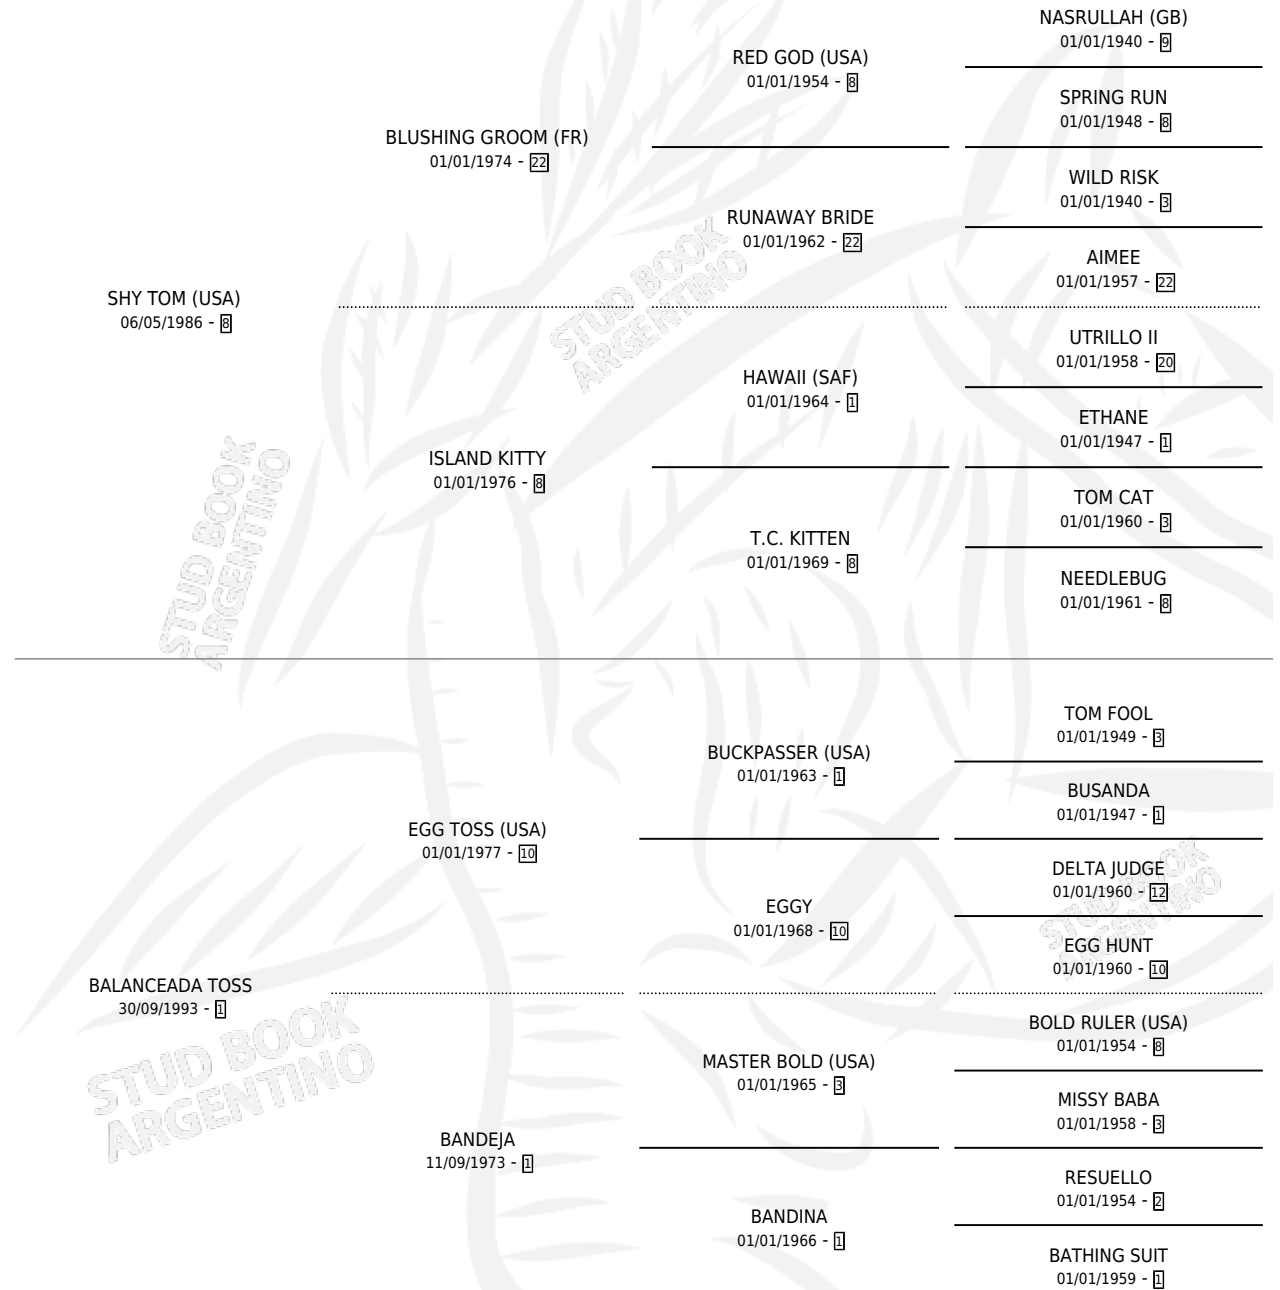 NASRULLAH (GB)
01/01/1940 - 9
RED GOD (USA)
01/01/1954 - 8
SPRING RUN
01/01/1948 - 8
BLUSHING GROOM (FR)
01/01/1974 - 22
WILD RISK
01/01/1940 - 3
RUNAWAY BRIDE
01/01/1962 - 22
AIMEE
01/01/1957 - 22
SHY TOM (USA)
06/05/1986 - 8
UTRILLO II
01/01/1958 - 20
HAWAII (SAF)
01/01/1964 - 1
ETHANE
01/01/1947 - 1
ISLAND KITTY
01/01/1976 - 8
TOM CAT
01/01/1960 - 3
T.C. KITTEN
01/01/1969 - 8
NEEDLEBUG
01/01/1961 - 8
TOM FOOL
01/01/1949 - 3
BUCKPASSER (USA)
01/01/1963 - 1
BUSANDA
01/01/1947 - 1
EGG TOSS (USA)
01/01/1977 - 10
DELTA JUDGE
01/01/1960 - 12
EGGY
01/01/1968 - 10
EGG HUNT
01/01/1960 - 10
BALANCEADA TOSS
30/09/1993 - 1
BOLD RULER (USA)
01/01/1954 - 8
MASTER BOLD (USA)
01/01/1965 - 3
MISSY BABA
01/01/1958 - 3
BANDEJA
11/09/1973 - 1
RESUELLO
01/01/1954 - 2
BANDINA
01/01/1966 - 1
BATHING SUIT
01/01/1959 - 1
STUD BOOK
ARGENTINO
STUD BOOK
ARGENTINO
STUD BOOK
ARGENTINO
STUD BOOK
ARGENTINO